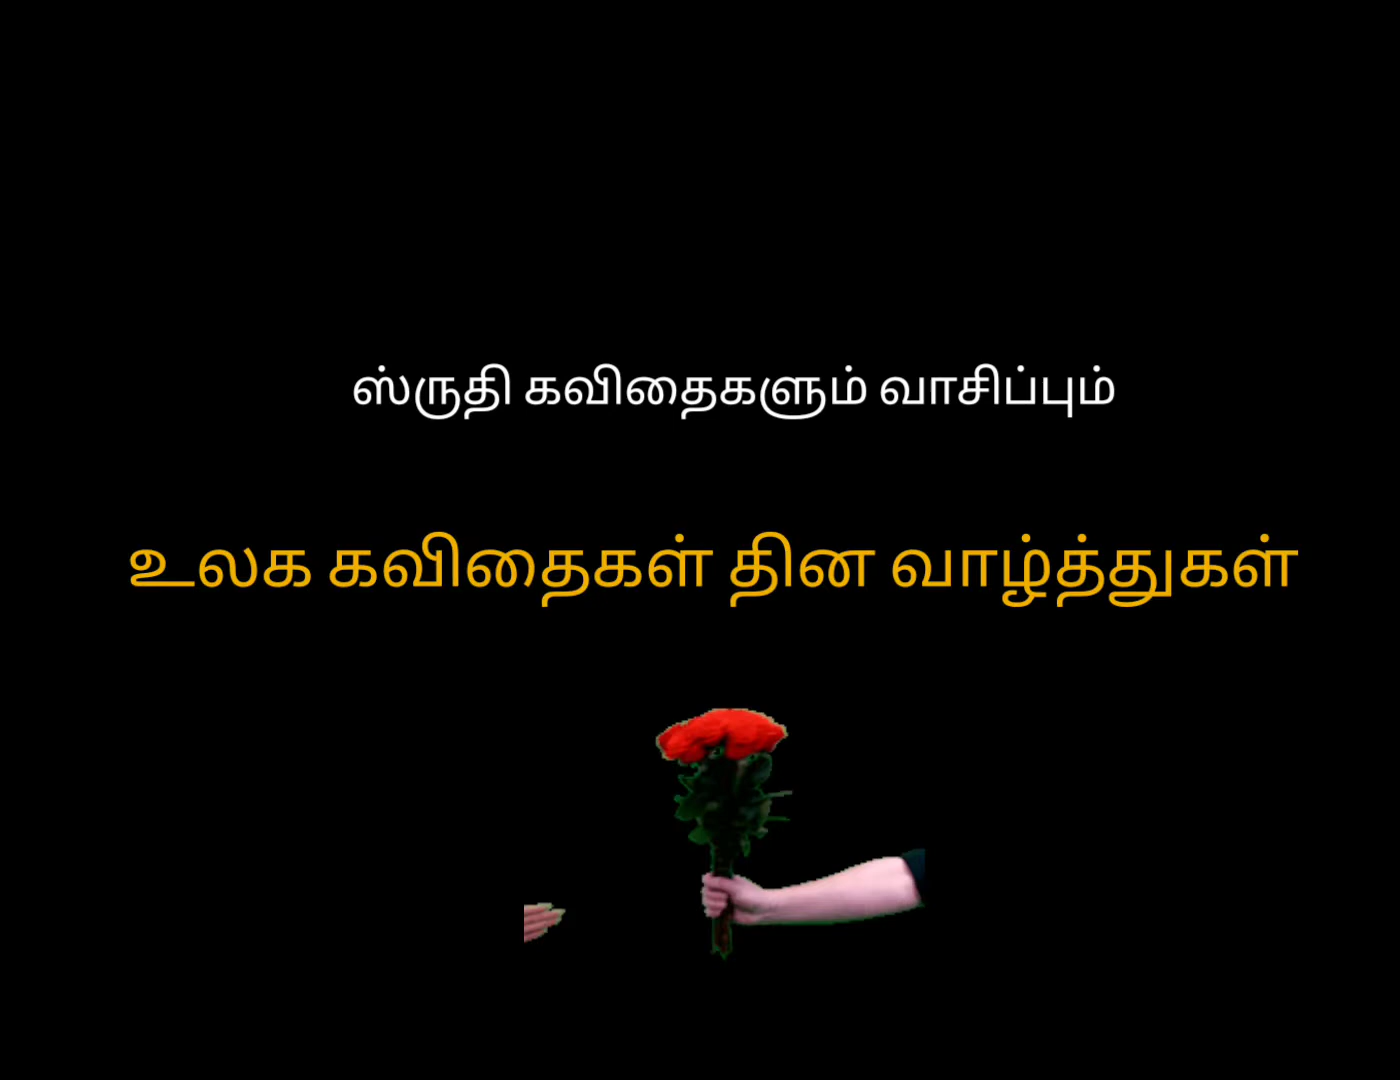 ஸ்ருதி கவிதைகளும் வாசிப்பும்
உலக கவிதைகள் தின வாழ்த்துகள்